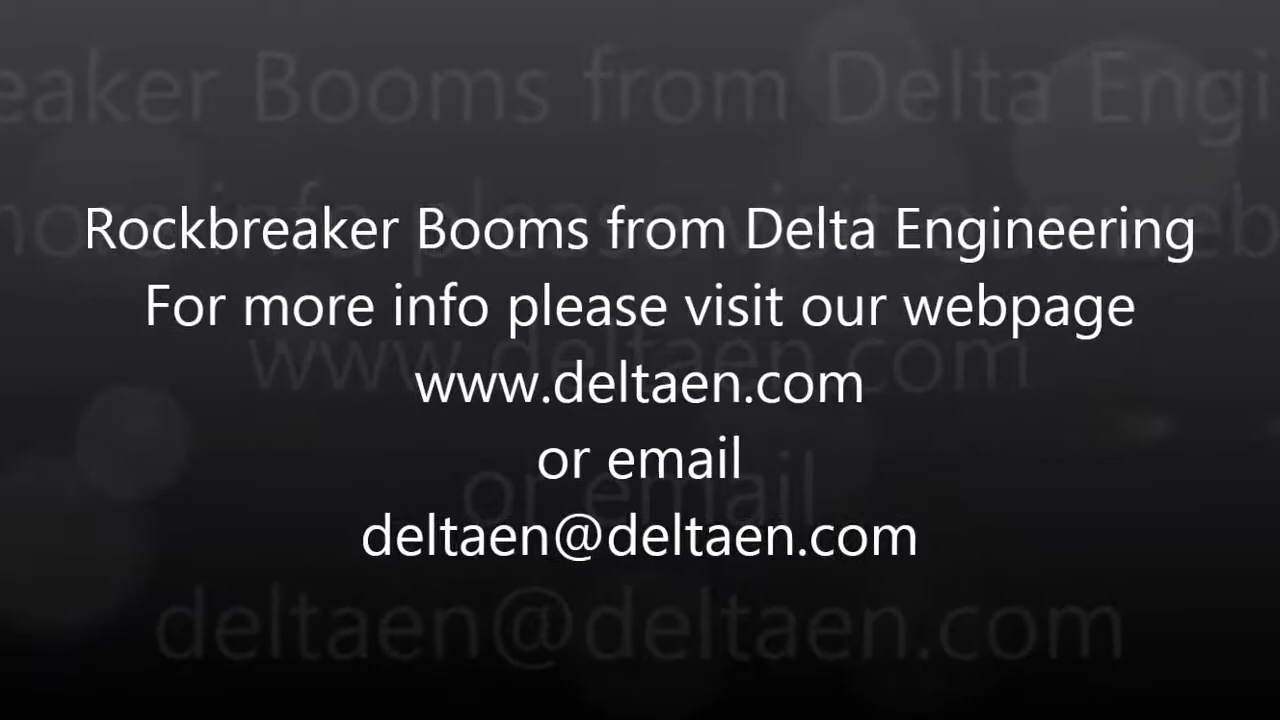 Rockbreaker Booms from Delta Engineering
For more info please visit our webpage
www.deltaen.com
or email
deltaen@deltaen.com